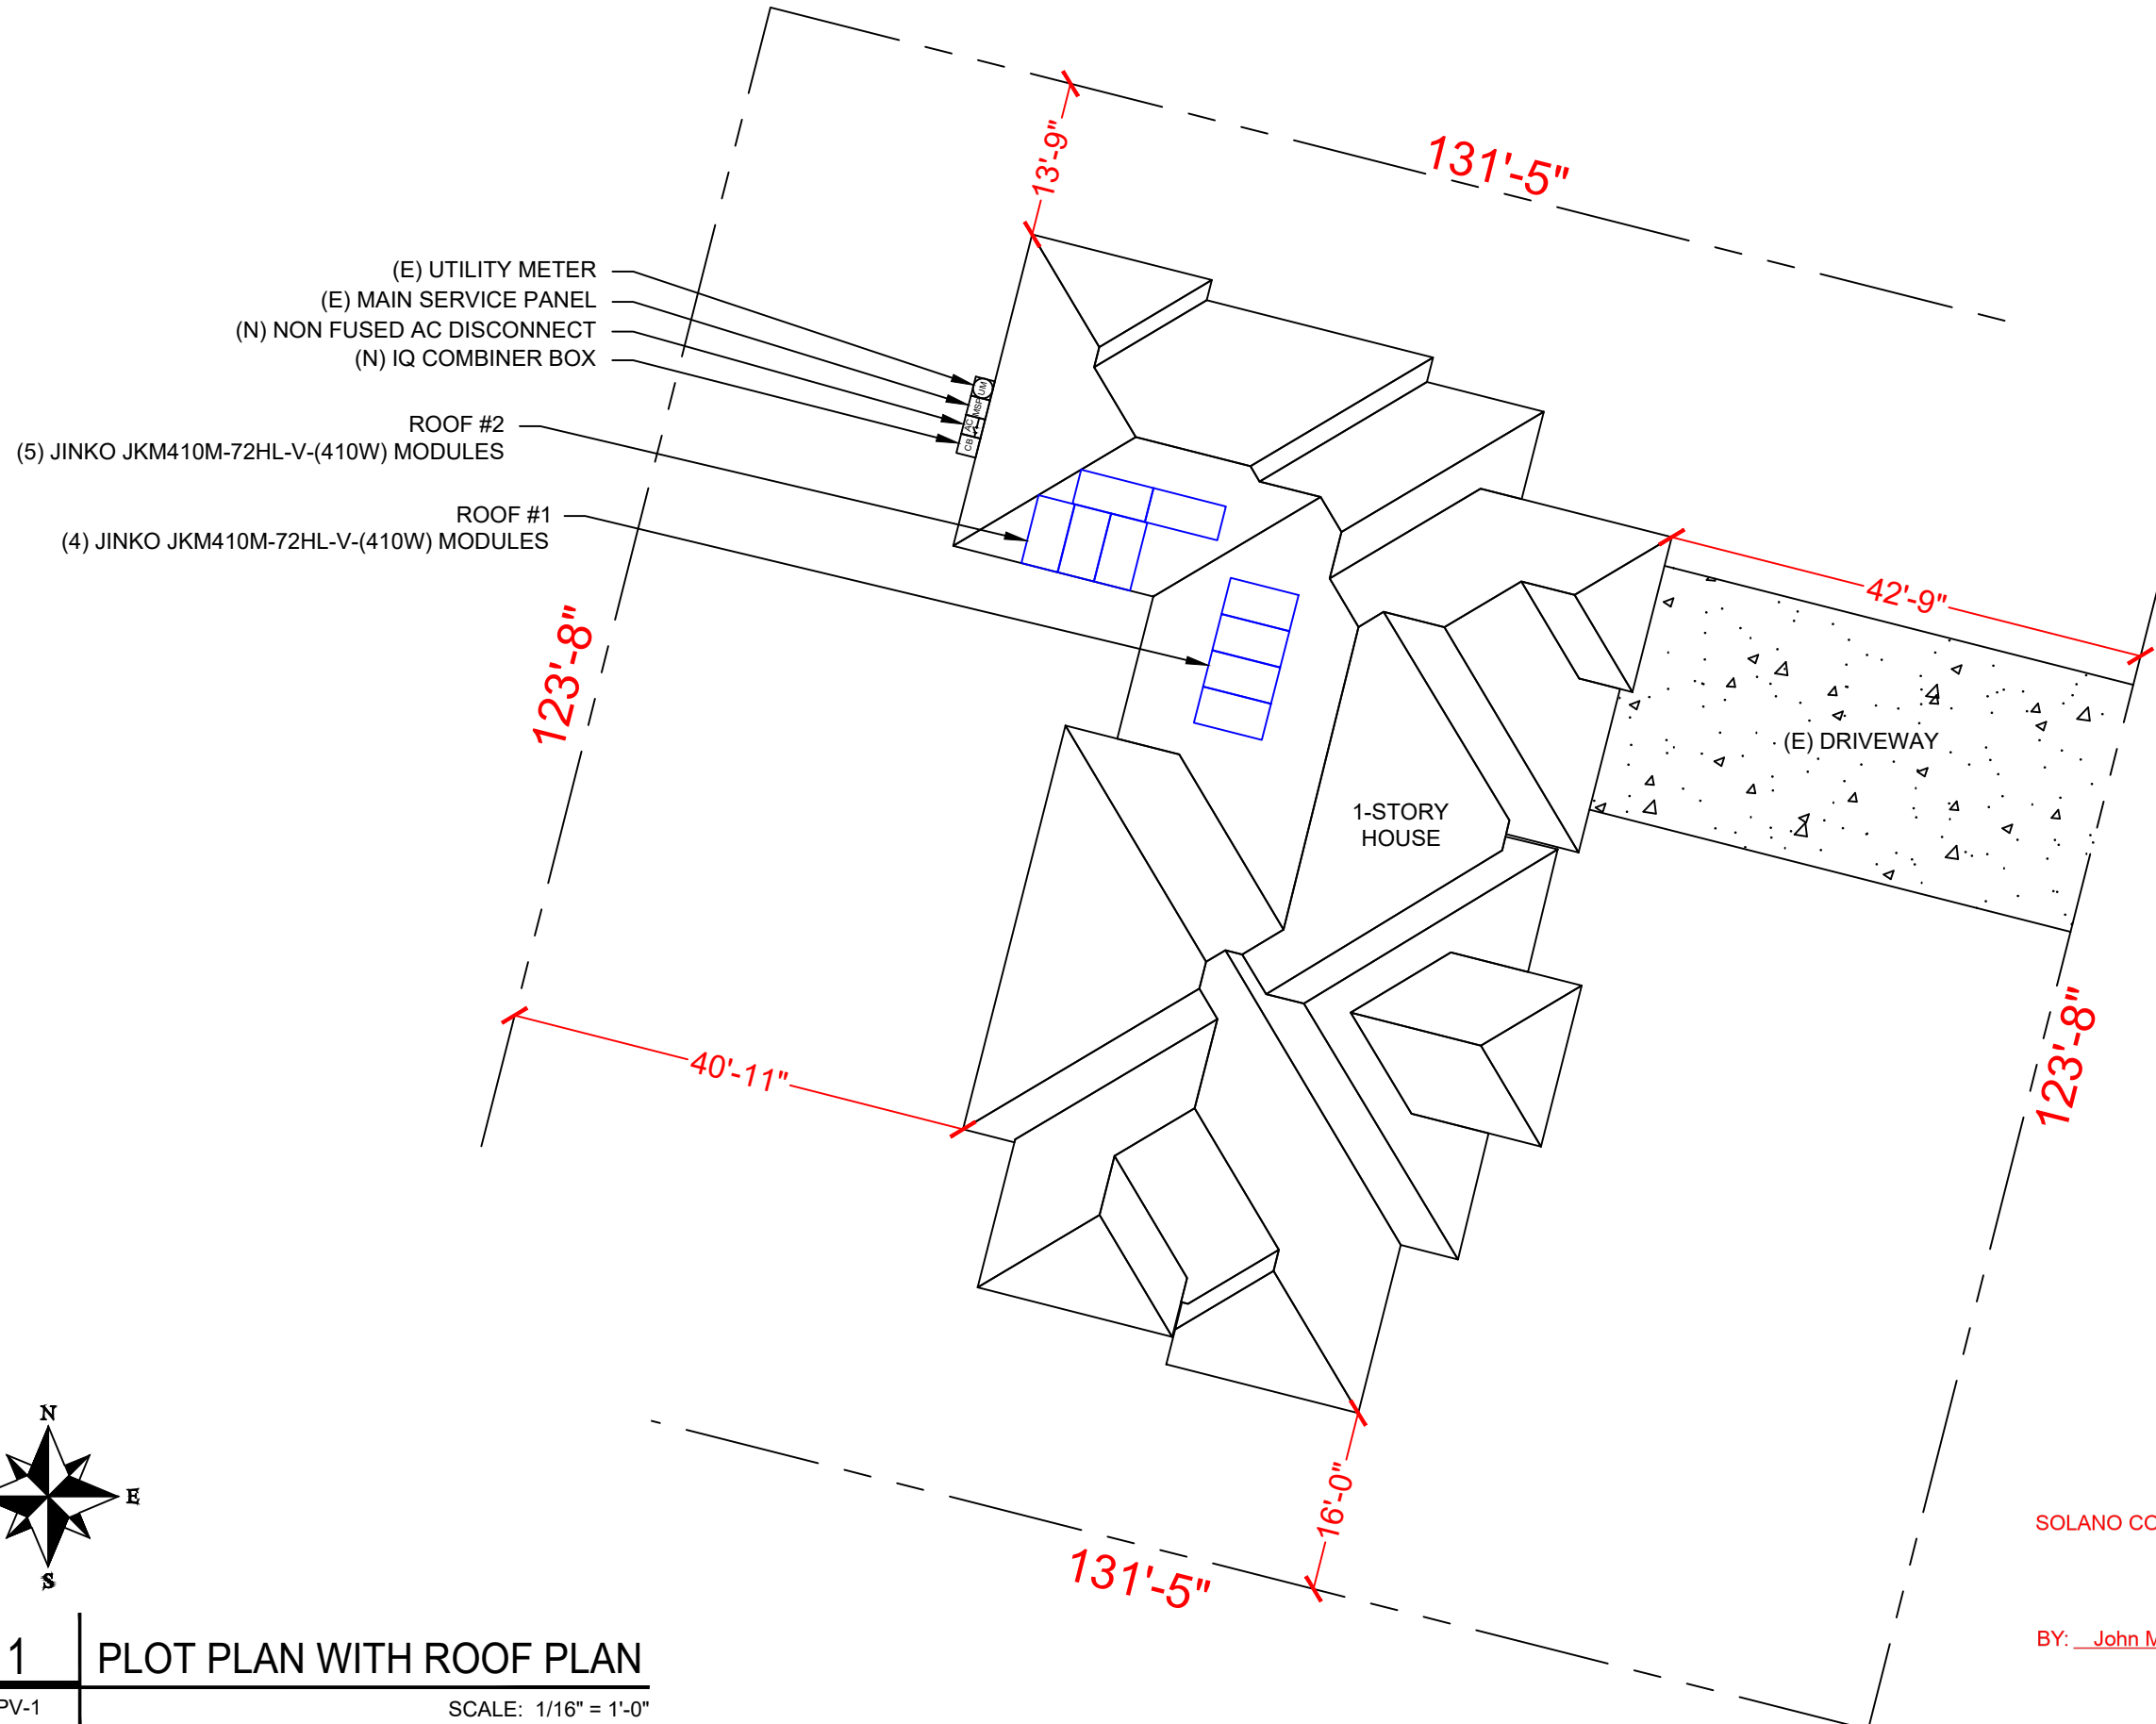 131'-5"
13'-9"
(E) UTILITY METER
(E) MAIN SERVICE PANEL
(N) NON FUSED AC DISCONNECT
(N) IQ COMBINER BOX
UM
MSP
AC
CB
ROOF #2
(5) JINKO JKM410M-72HL-V-(410W) MODULES
ROOF #1
(4) JINKO JKM410M-72HL-V-(410W) MODULES
42'-9"
123'-8"
(E) DRIVEWAY
1-STORY
HOUSE
40'-11"
123'-8"
N
E
S
16'-0"
131'-5"
SOLANO CO
BY: John M
1
PLOT PLAN WITH ROOF PLAN
PV-1
SCALE: 1/16" = 1'-0"